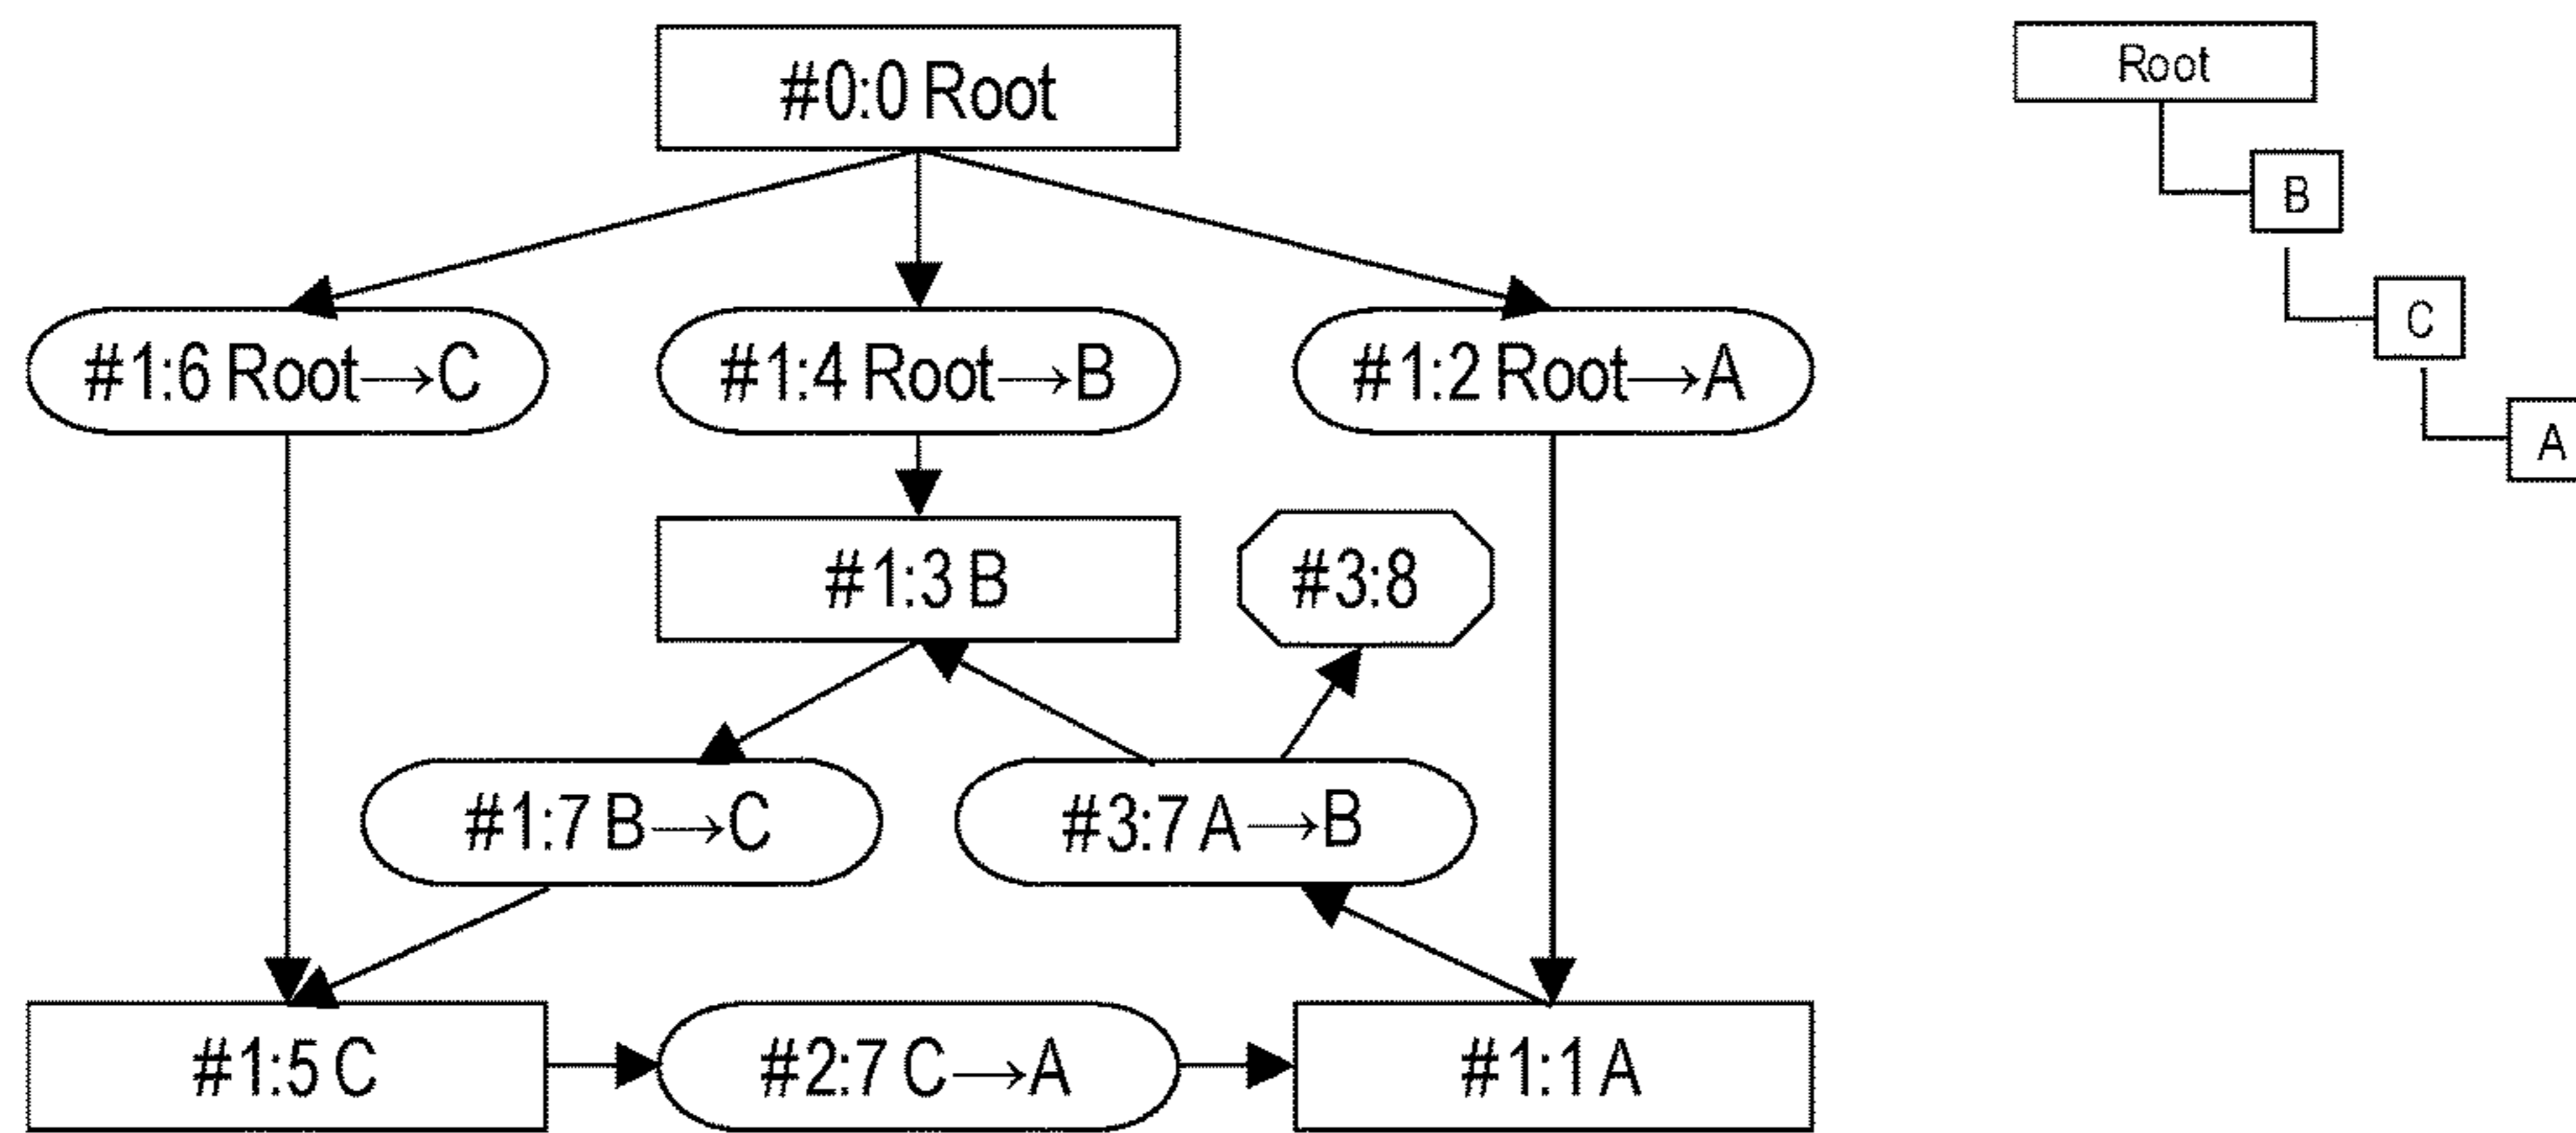 #0:0 Root
#1:6 Root→C
#1:4 Root→B
#1:2 Root→A
#1:3 B
#3:8
#1:7 B→C
#3:7 A→B
#1:5 C
#2:7 C→A
#1:1 A
Root
B
C
A